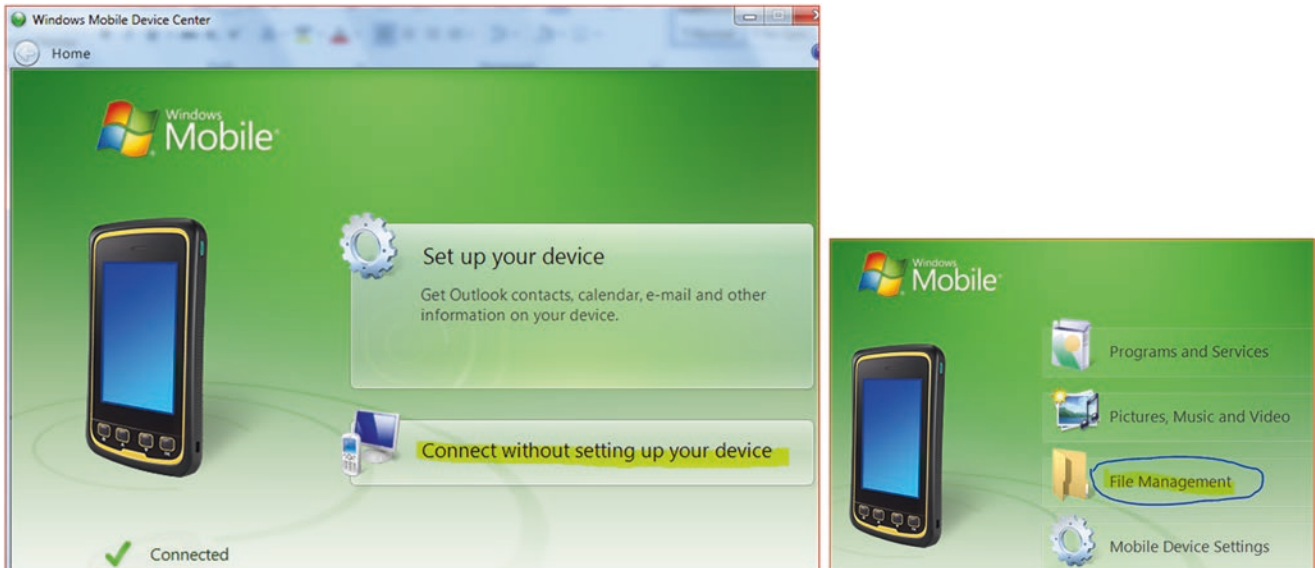 Windows Mobile Device Center
Home
Windows
Mobile
Set up your device
Get Outlook contacts, calendar, e-mail and other
information on your device.
Connect without setting up your device
Connected
Windows
Mobile
Programs and Services
Pictures, Music and Video
File Management
Mobile Device Settings